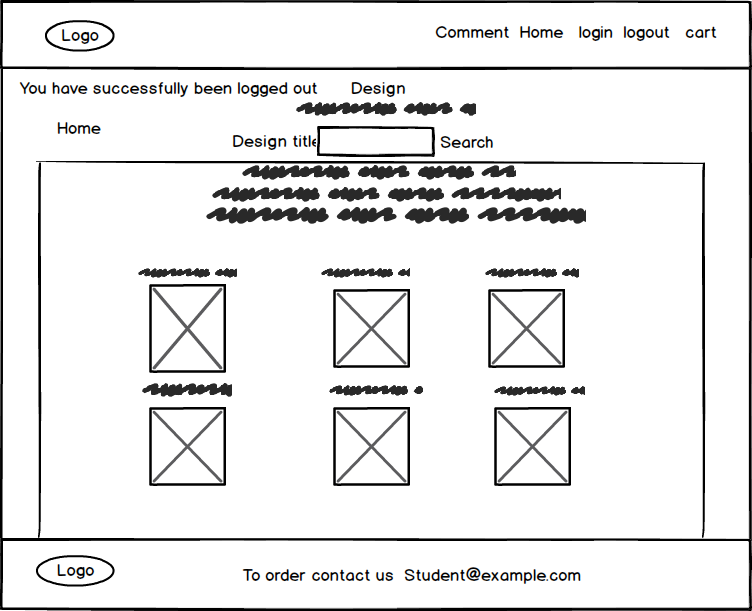 Logo
Comment Home login logout cart
You have successfully been logged out Design
Home
Design title Search
Logo
To order contact us Student@example.com